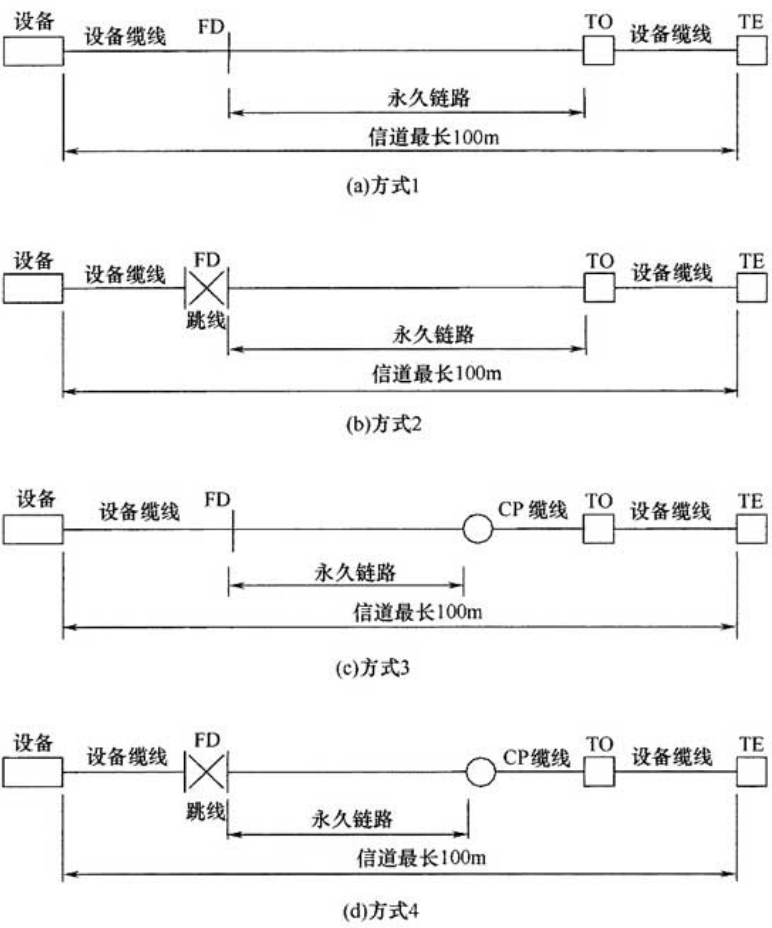 设备 设备缆线 FD TO 设备缆线 TE
永久链路
信道最长100m
(a)方式1
设备 设备缆线 FD TO 设备缆线 TE
跳线
永久链路
信道最长100m
(b)方式2
设备 设备缆线 FD CP缆线 TO 设备缆线 TE
永久链路
信道最长100m
(c)方式3
设备 设备缆线 FD CP缆线 TO 设备缆线 TE
跳线 永久链路
信道最长100m
(d)方式4